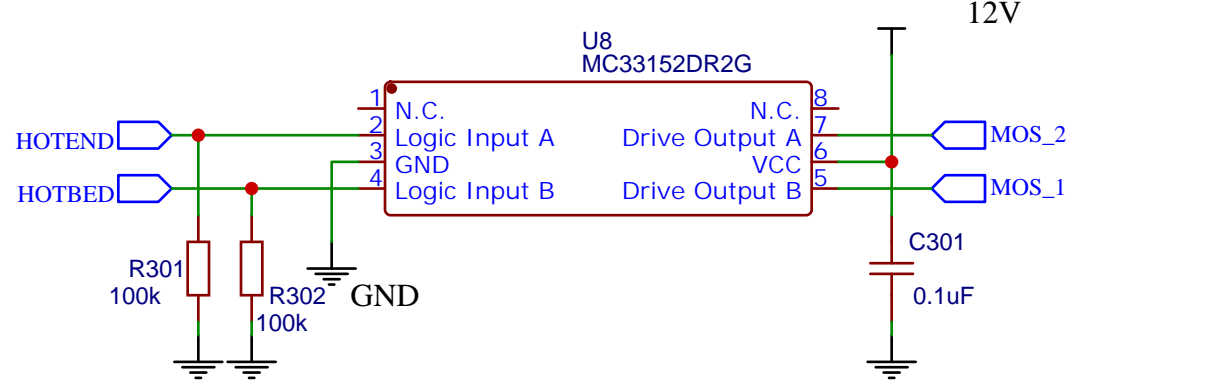 12V
U8
MC33152DR2G
1
N.C.
N.C.
8
HOTEND
2
Logic Input A
Drive Output A
7
MOS_2
3
GND
VCC
6
HOTBED
4
Logic Input B
Drive Output B
5
MOS_1
C301
0.1uF
R301
100k
R302
100k
GND